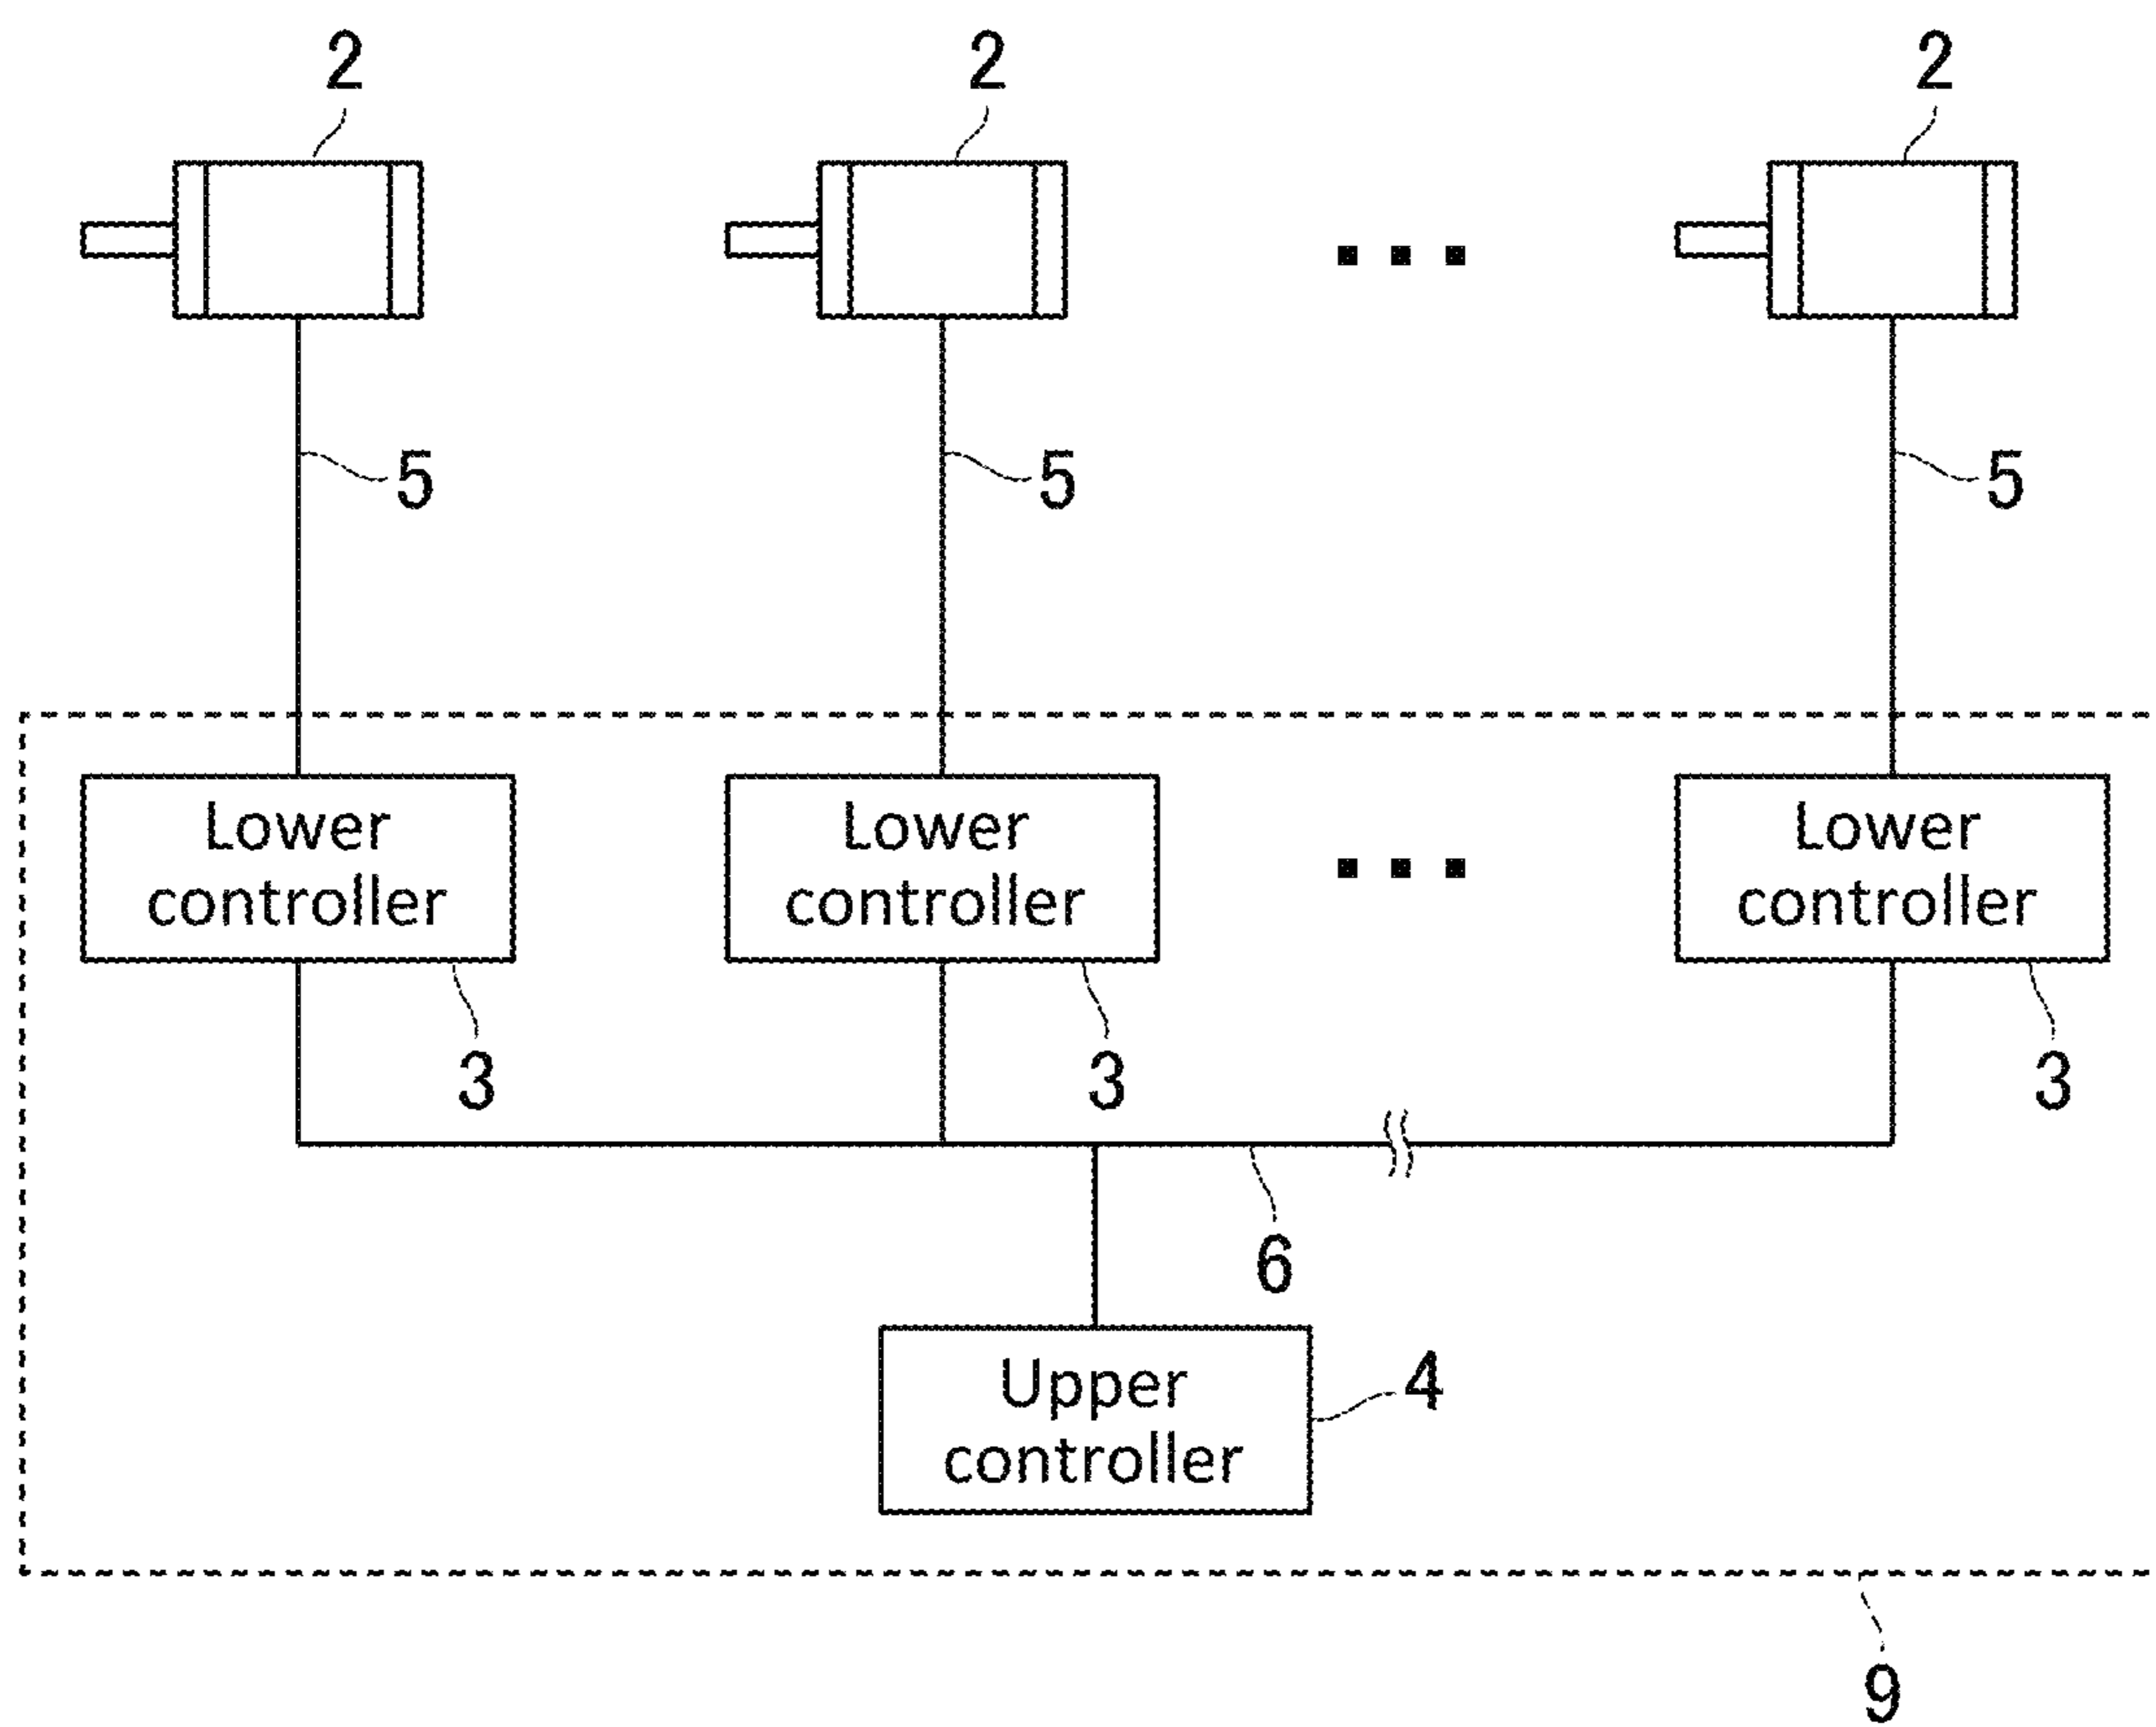 2 2 2
5 5 5
Lower Lower Lower
controller controller controller
3 3 3
6
Upper
controller
4
9